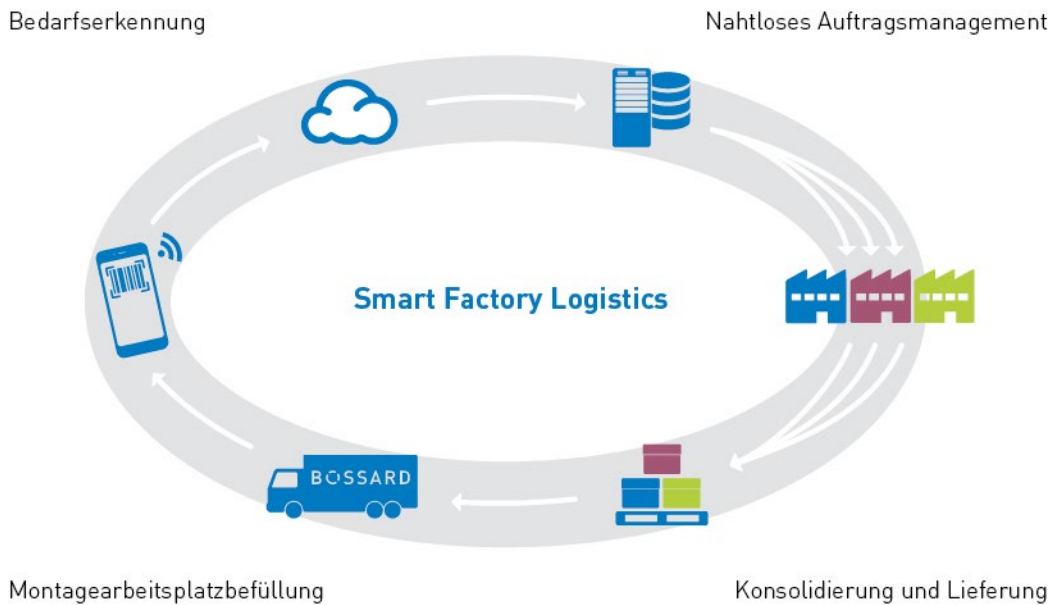 Bedarfserkennung
Nahtloses Auftragsmanagement
Smart Factory Logistics
BOSSARD
Montagearbeitsplatzbefüllung
Konsolidierung und Lieferung